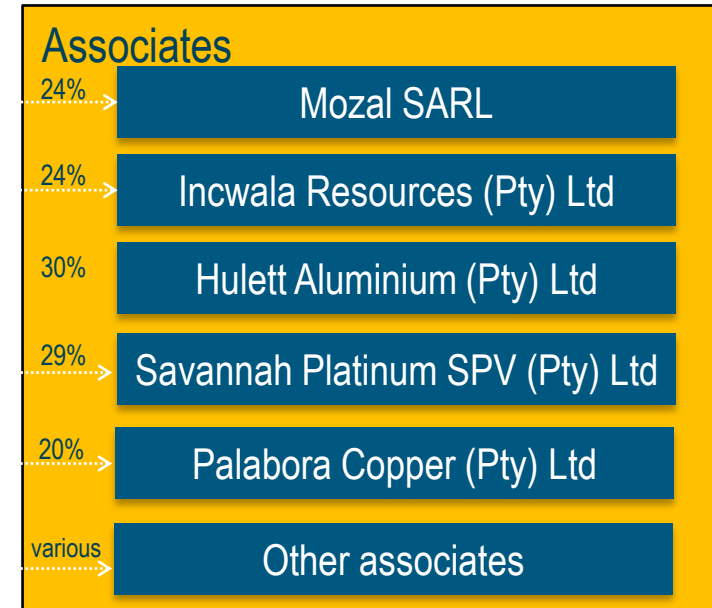 Associates
24%
Mozal SARL
24%
Incwala Resources (Pty) Ltd
30%
Hulett Aluminium (Pty) Ltd
29%
Savannah Platinum SPV (Pty) Ltd
20%
Palabora Copper (Pty) Ltd
various
Other associates